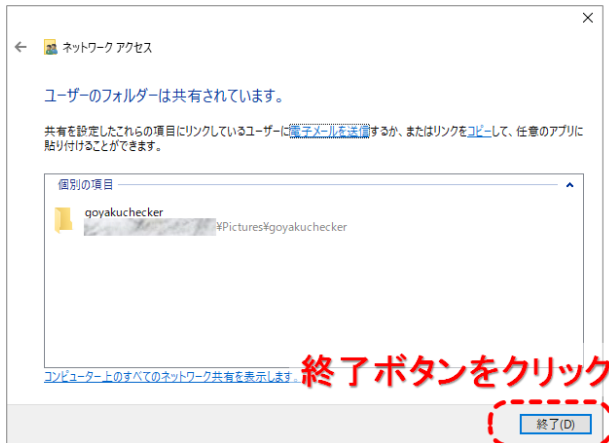 ネットワーク アクセス
ユーザーのフォルダーは共有されています。
共有を設定したこれらの項目にリンクしているユーザーに電子メールを送信するか、またはリンクをコピーして、任意のアプリに
貼り付けることができます。
個別の項目
goyakuchecker
¥Pictures¥goyakuchecker
コンピューター上のすべてのネットワーク共有を表示します。
終了ボタンをクリック
終了(D)